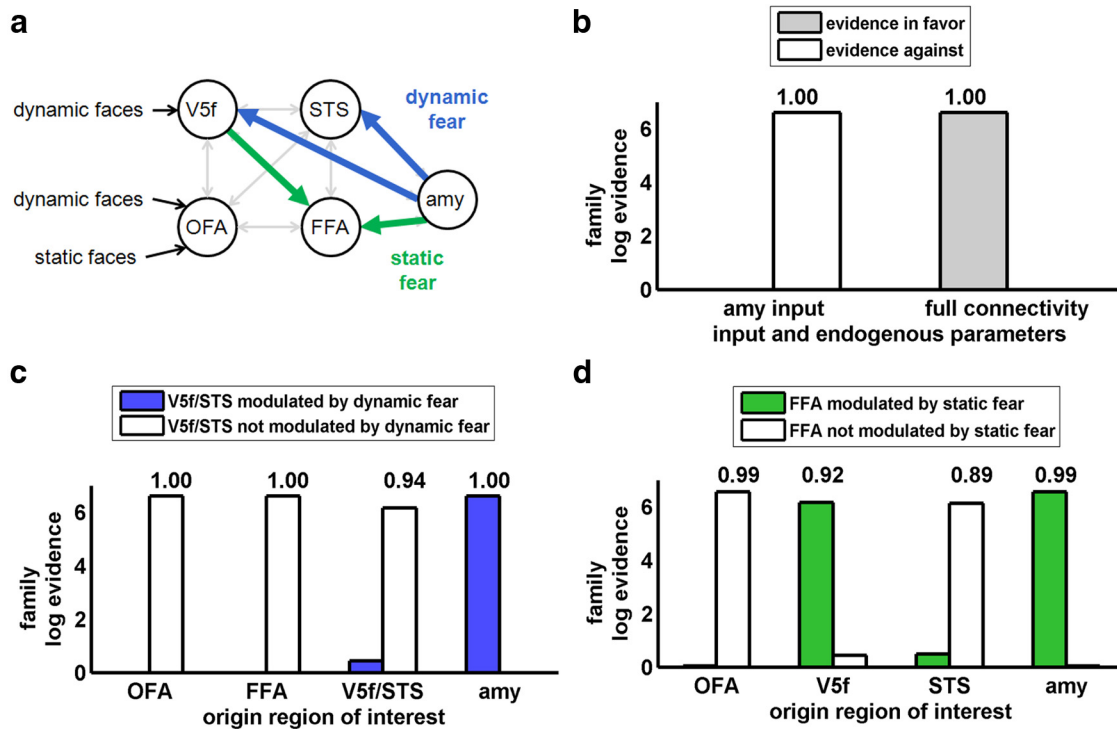 a
dynamic faces
V5f
STS
dynamic
fear
dynamic faces
OFA
FFA
amy
static faces
static
fear
b
evidence in favor
evidence against
1.00
1.00
6
4
2
0
family
log evidence
amy input
full connectivity
input and endogenous parameters
c
V5f/STS modulated by dynamic fear
V5f/STS not modulated by dynamic fear
1.00
1.00
0.94
1.00
6
4
2
0
family
log evidence
OFA
FFA
V5f/STS
amy
origin region of interest
d
FFA modulated by static fear
FFA not modulated by static fear
0.99
0.92
0.89
0.99
6
4
2
0
family
log evidence
OFA
V5f
STS
amy
origin region of interest